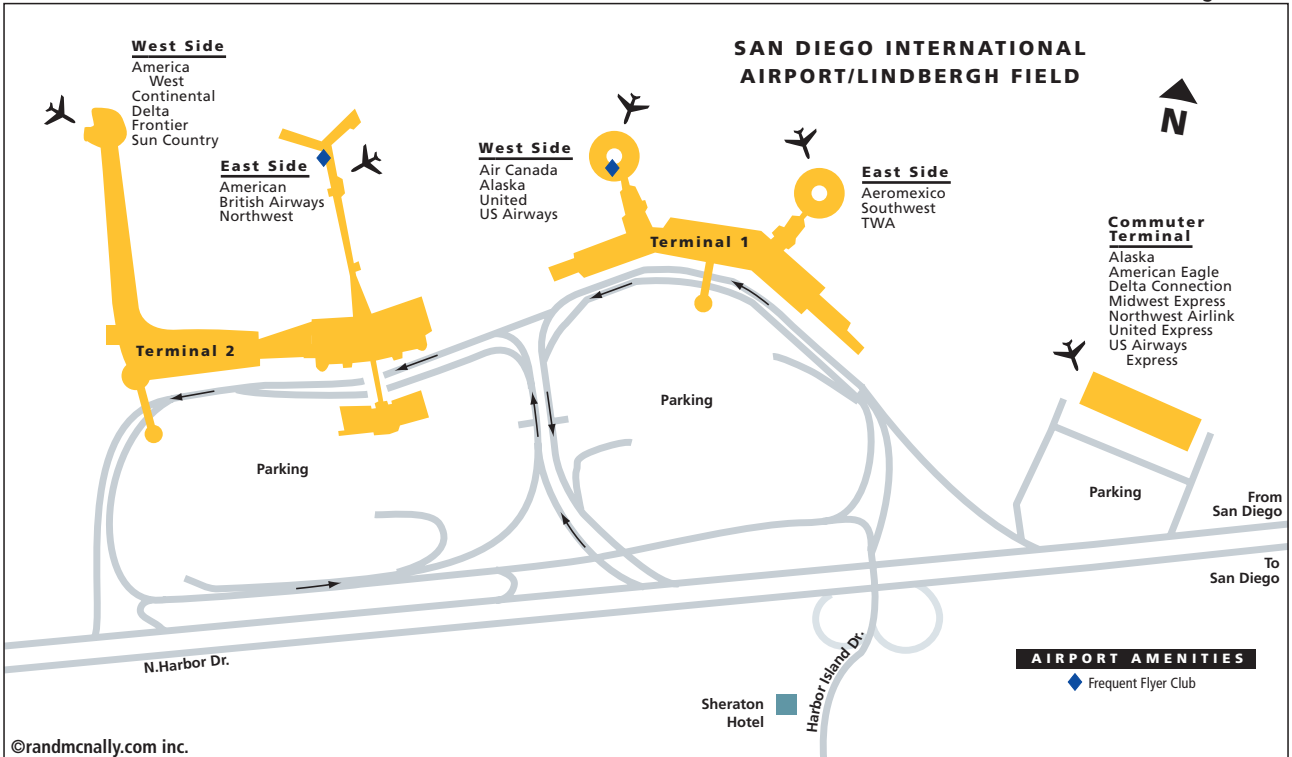 SAN DIEGO INTERNATIONAL
AIRPORT/LINDBERGH FIELD
N
West Side
America
West
Continental
Delta
Frontier
Sun Country
East Side
American
British Airways
Northwest
West Side
Air Canada
Alaska
United
US Airways
East Side
Aeromexico
Southwest
TWA
Commuter
Terminal
Alaska
American Eagle
Delta Connection
Midwest Express
Northwest Airlink
United Express
US Airways
Express
Terminal 1
Terminal 2
Parking
Parking
Parking
From
San Diego
To
San Diego
N.Harbor Dr.
Harbor Island Dr.
Sheraton
Hotel
AIRPORT AMENITIES
Frequent Flyer Club
©randmcnally.com inc.